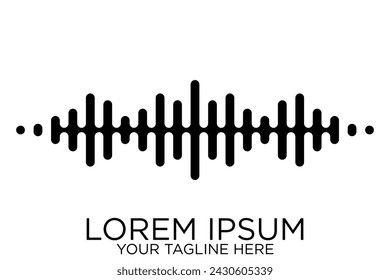 LOREM IPSUM
YOUR TAGLINE HERE
shutterstock.com · 2430605339